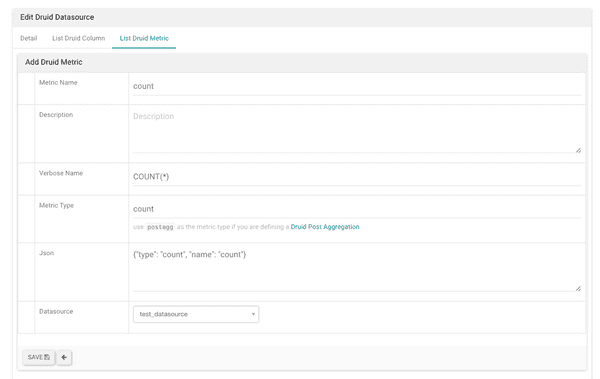 Edit Druid Datasource
Detail List Druid Column List Druid Metric
Add Druid Metric
Metric Name count
Description Description
Verbose Name COUNT(*)
Metric Type count
use postagg as the metric type if you are defining a Druid Post Aggregation
Json {"type": "count", "name": "count"}
Datasource test_datasource
SAVE